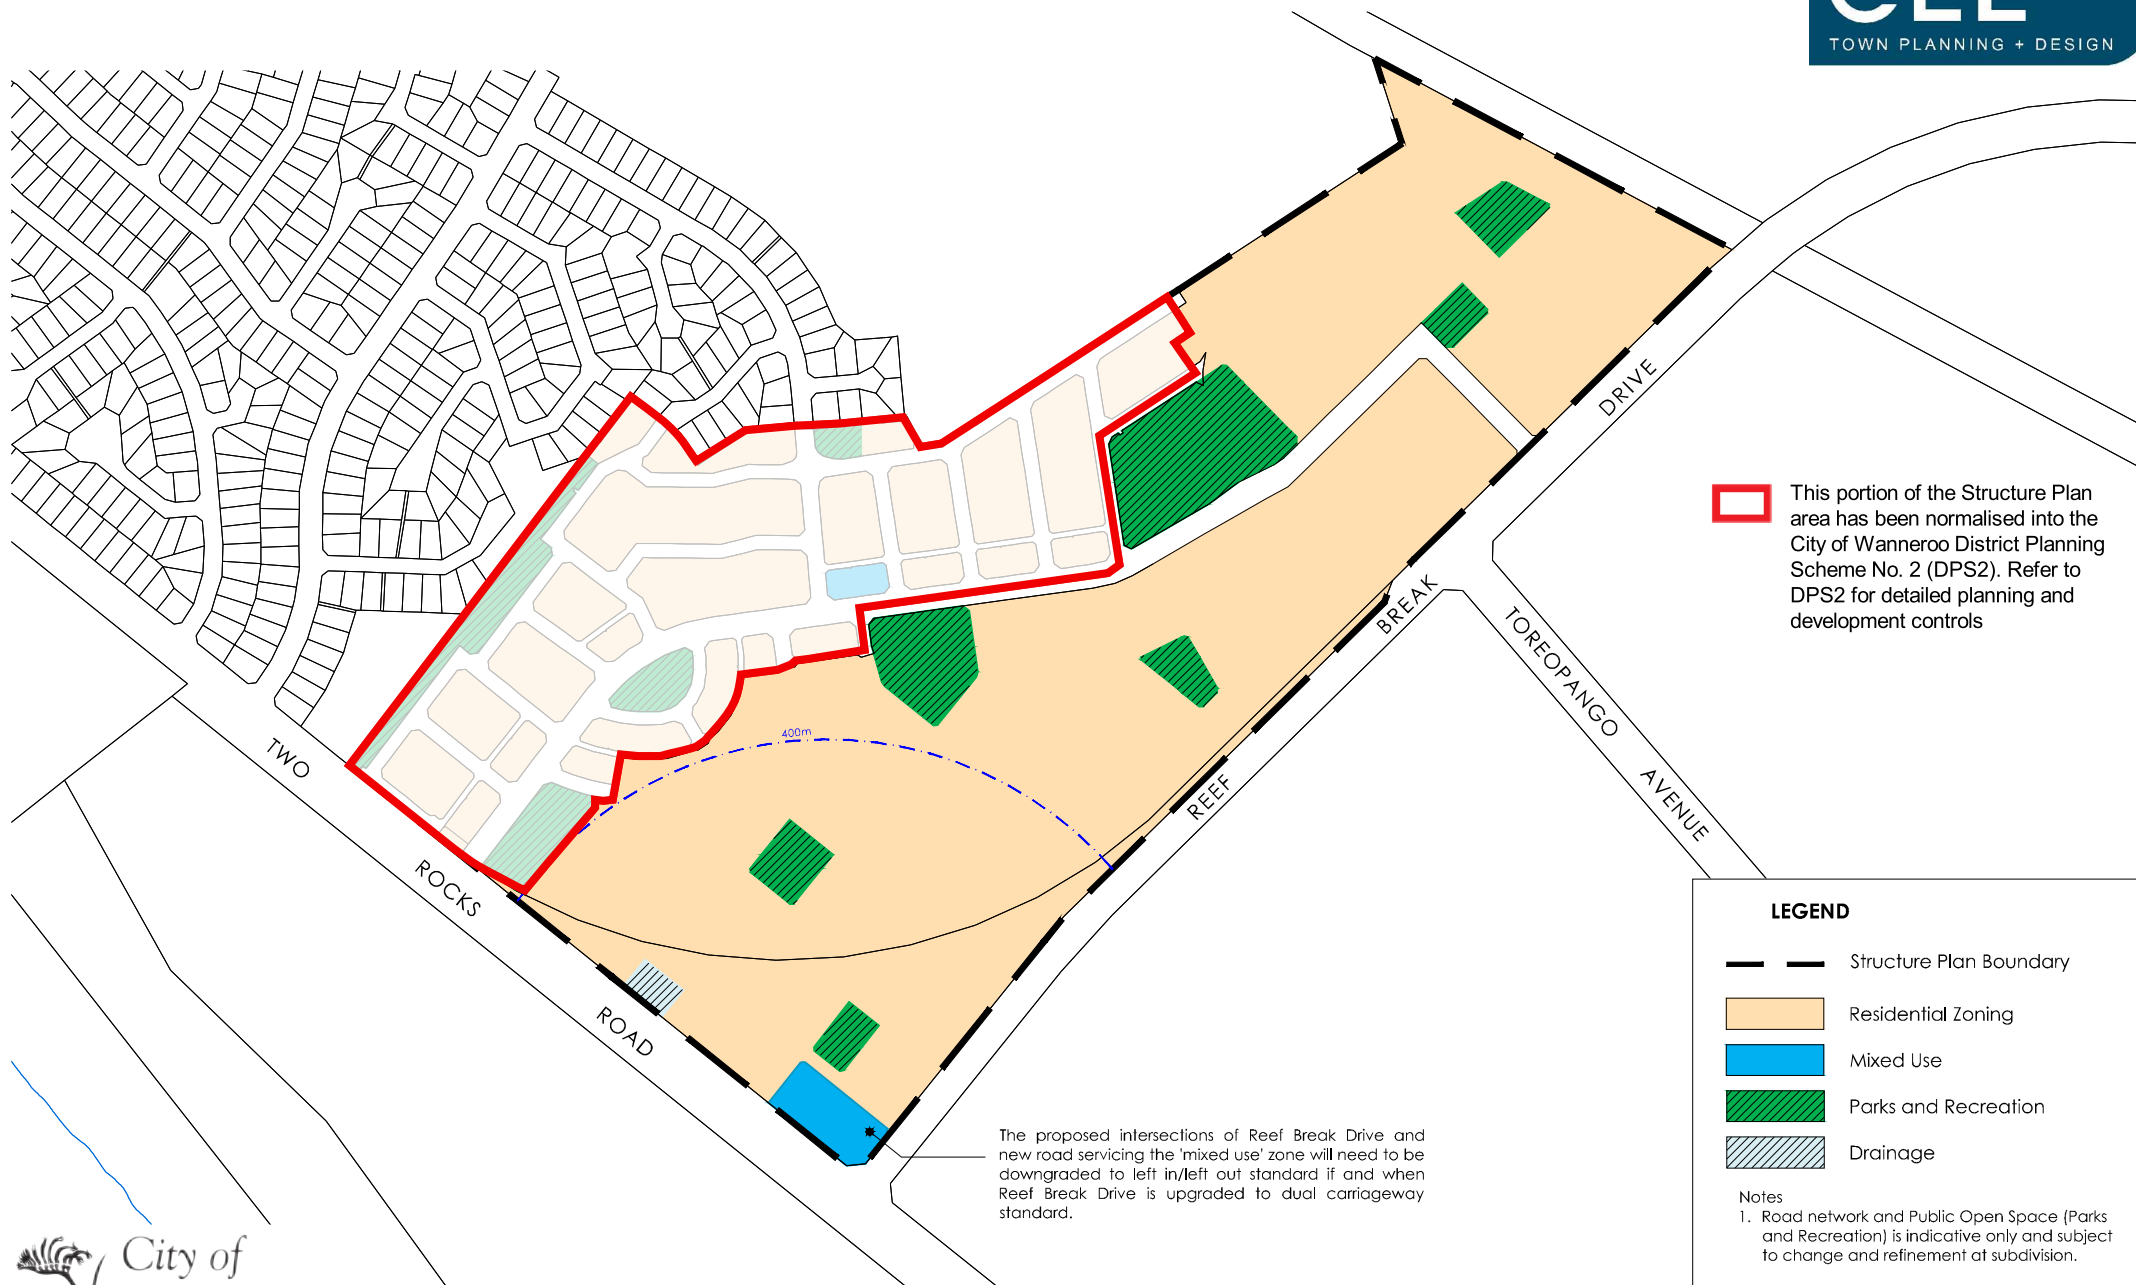 TOWN PLANNING + DESIGN
DRIVE
This portion of the Structure Plan
area has been normalised into the
City of Wanneroo District Planning
Scheme No. 2 (DPS2). Refer to
DPS2 for detailed planning and
development controls
BREAK
REEF
TOREOPANGO
AVENUE
400m
TWO
ROCKS
ROAD
The proposed intersections of Reef Break Drive and
new road servicing the 'mixed use' zone will need to be
downgraded to left in/left out standard if and when
Reef Break Drive is upgraded to dual carriageway
standard.
LEGEND
Structure Plan Boundary
Residential Zoning
Mixed Use
Parks and Recreation
Drainage
Notes
1. Road network and Public Open Space (Parks
and Recreation) is indicative only and subject
to change and refinement at subdivision.
City of